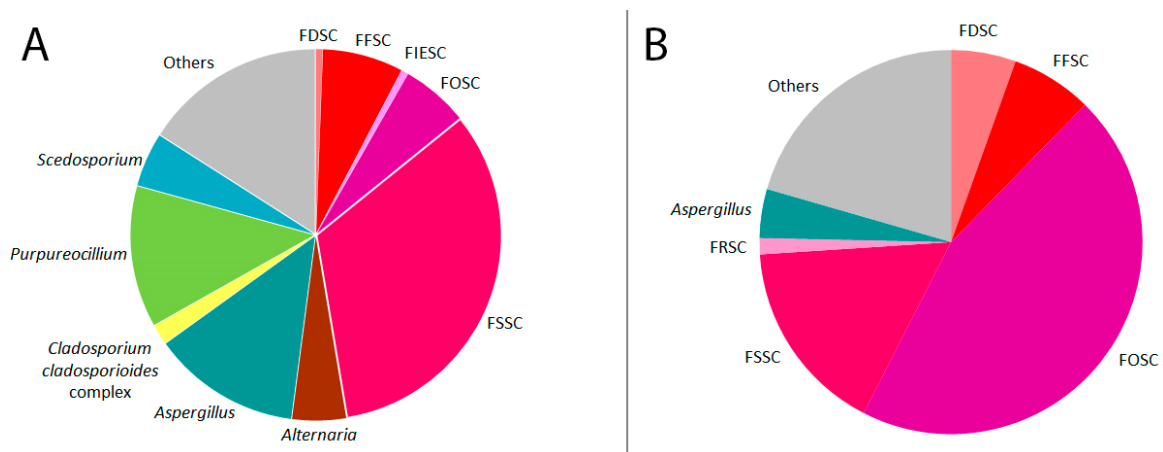 A
FDSC
FFSC
FIESC
FOSC
FSSC
Alternaria
Aspergillus
Cladosporium
cladosporioides
complex
Purpureocillium
Scedosporium
Others
B
FDSC
FFSC
FOSC
FSSC
FRSC
Aspergillus
Others